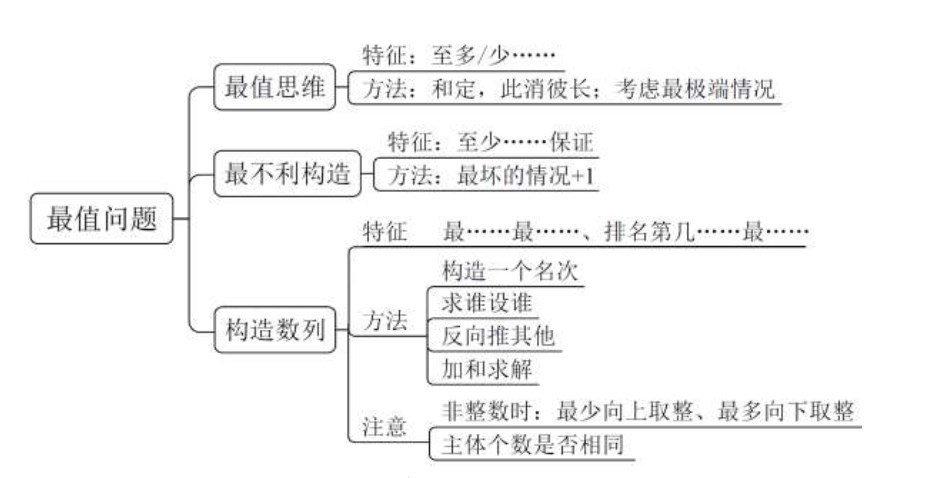 最值问题
最值思维
特征：至多/少……
方法：和定，此消彼长；考虑最极端情况
最不利构造
特征：至少……保证
方法：最坏的情况+1
构造数列
特征 最……最……、排名第几……最……
方法
构造一个名次
求谁设谁
反向推其他
加和求解
注意
非整数时：最少向上取整、最多向下取整
主体个数是否相同